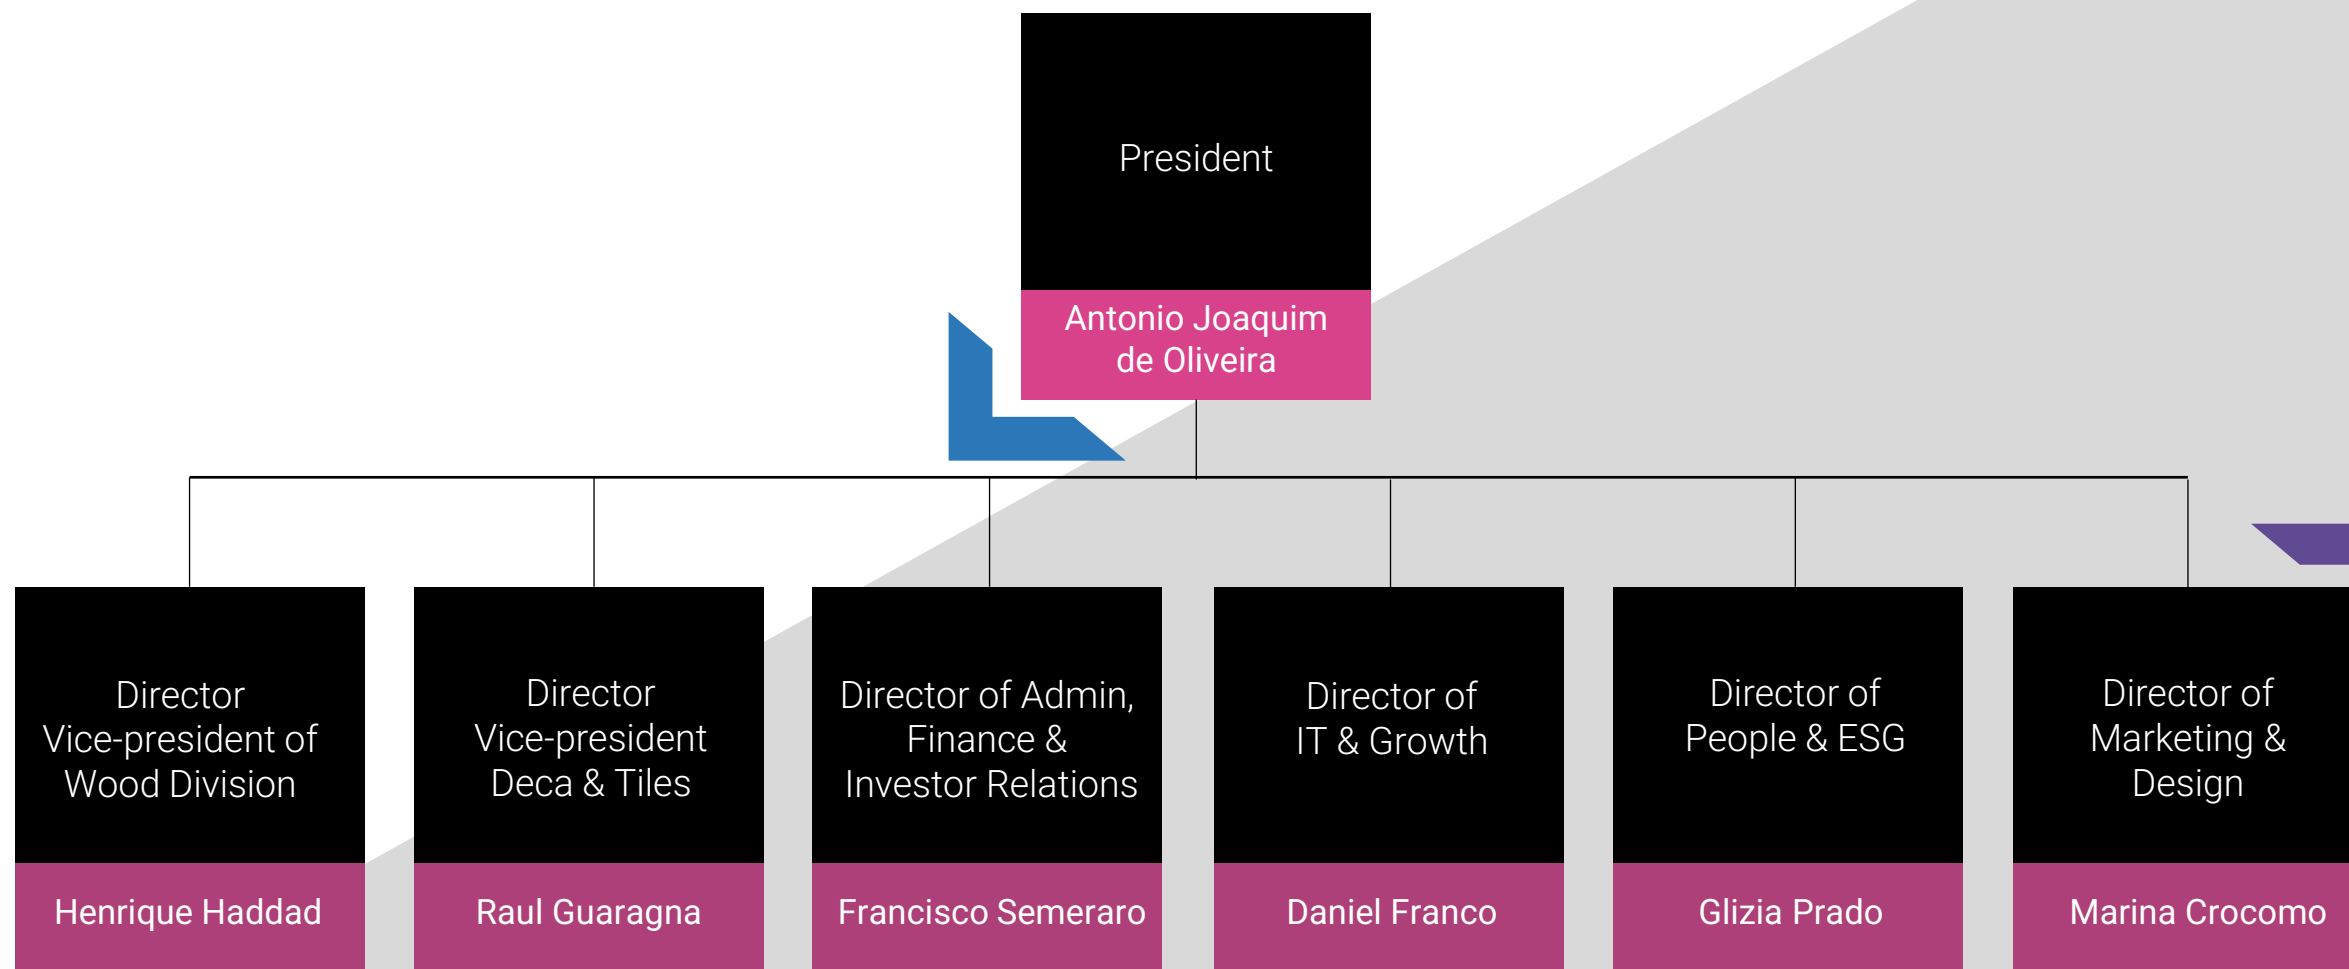 President
Antonio Joaquim
de Oliveira
Director
Vice-president of
Wood Division
Henrique Haddad
Director
Vice-president
Deca & Tiles
Raul Guaragna
Director of Admin,
Finance &
Investor Relations
Francisco Semeraro
Director of
IT & Growth
Daniel Franco
Director of
People & ESG
Glizia Prado
Director of
Marketing &
Design
Marina Crocomo